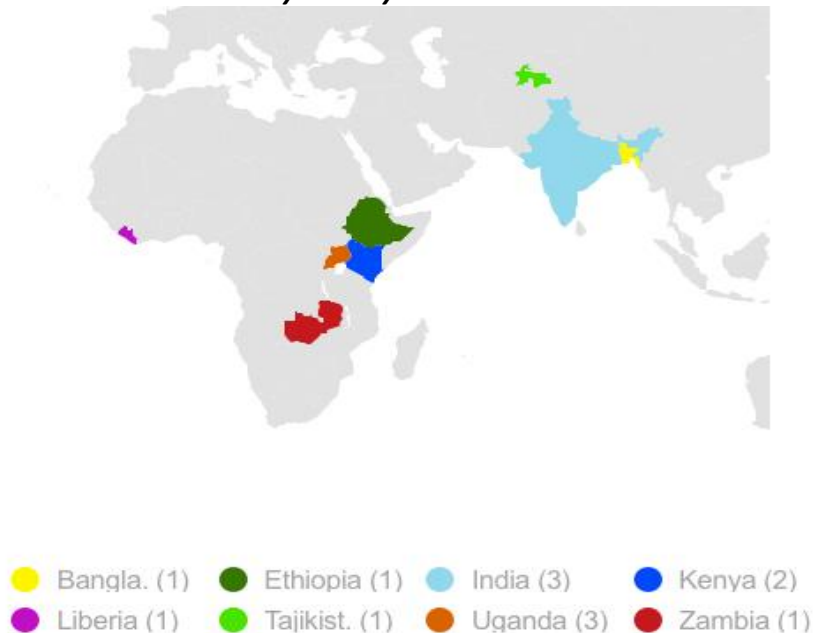 Bangla. (1) Ethiopia (1) India (3) Kenya (2)
Liberia (1) Tajikist. (1) Uganda (3) Zambia (1)